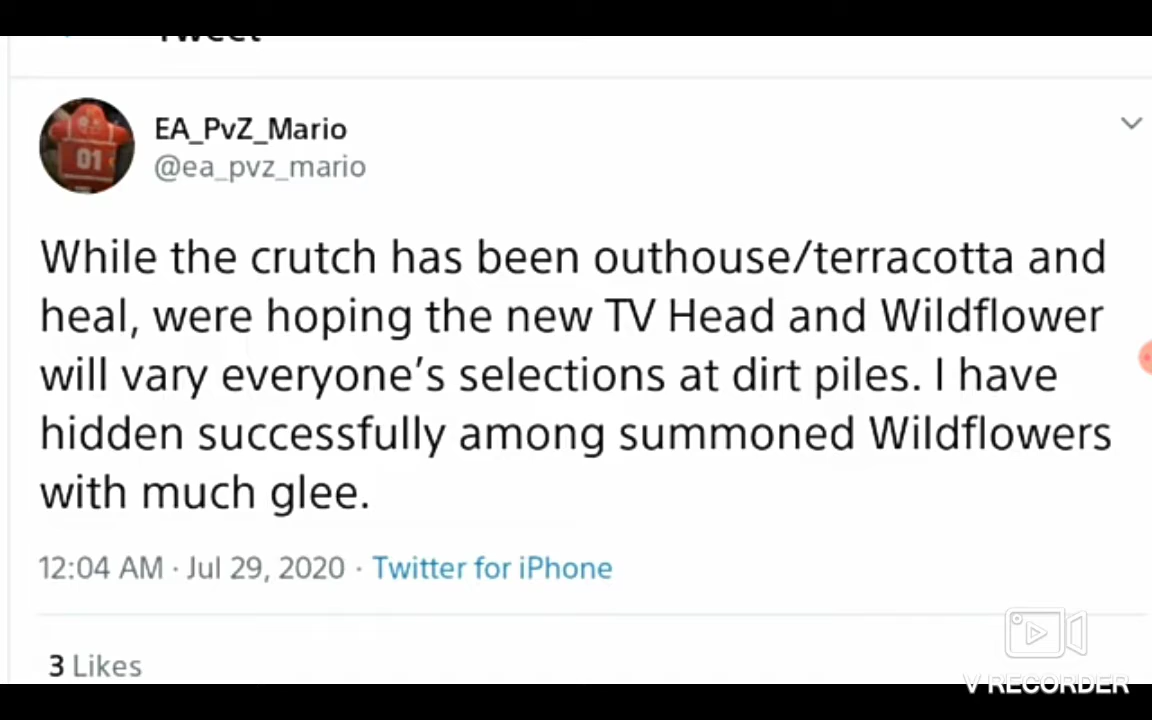 Tweet
01
EA_PvZ_Mario
@ea_pvz_mario
While the crutch has been outhouse/terracotta and
heal, were hoping the new TV Head and Wildflower
will vary everyone’s selections at dirt piles. I have
hidden successfully among summoned Wildflowers
with much glee.
12:04 AM · Jul 29, 2020 · Twitter for iPhone
3 Likes
V RECORDER